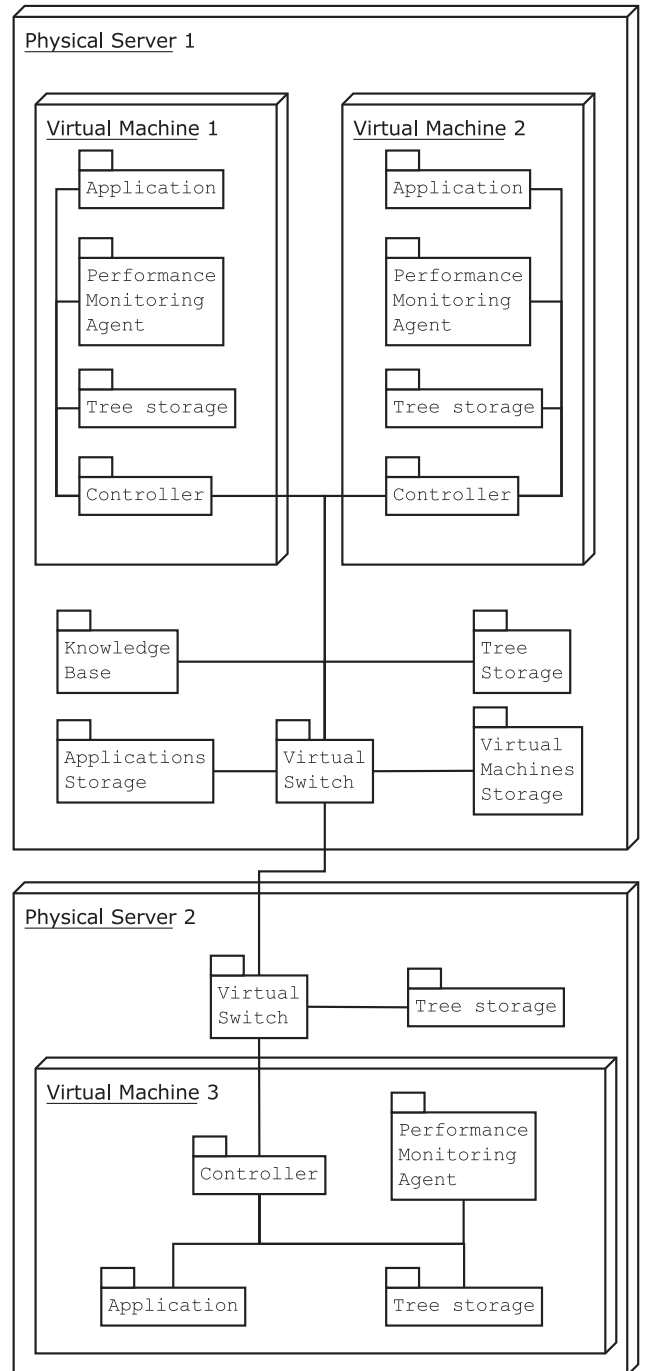 Physical Server 1
Virtual Machine 1
Application
Performance
Monitoring
Agent
Tree storage
Controller
Virtual Machine 2
Application
Performance
Monitoring
Agent
Tree storage
Controller
Knowledge
Base
Tree
Storage
Applications
Storage
Virtual
Switch
Virtual
Machines
Storage
Physical Server 2
Virtual
Switch
Tree storage
Virtual Machine 3
Controller
Performance
Monitoring
Agent
Application
Tree storage